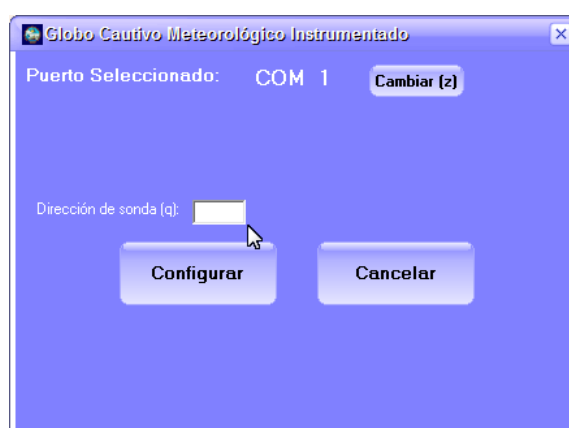 Globo Cautivo Meteorológico Instrumentado
Puerto Seleccionado: COM 1 Cambiar (z)
Dirección de sonda (q):
Configurar Cancelar